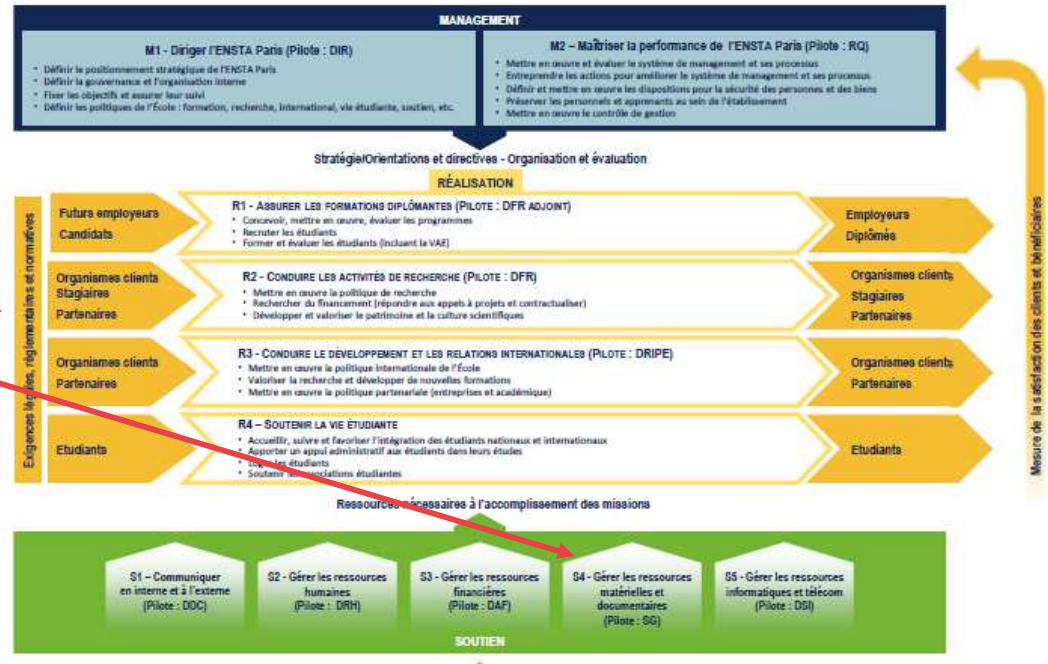 MANAGEMENT
M1 - Diriger l'ENSTA Paris (Pilote : DIR)
• Définir le positionnement stratégique de l'ENSTA Paris
• Définir la gouvernance et l'organisation interne
• Fixer les objectifs et assurer leur suivi
• Définir les politiques de l'École : formation, recherche, international, vie étudiante, soutien, etc.
M2 – Maîtriser la performance de l'ENSTA Paris (Pilote : RQ)
• Mettre en œuvre et évaluer le système de management et ses processus
• Entreprendre les actions pour améliorer le système de management et ses processus
• Définir et mettre en œuvre les dispositions pour la sécurité des personnes et des biens
• Préserver les personnels et apprenants au sein de l'établissement
• Mettre en œuvre le contrôle de gestion
Stratégie/Orientations et directives - Organisation et évaluation
RÉALISATION
Exigences légales, réglementaires et normatives
Futurs employeurs
Candidats
R1 - ASSURER LES FORMATIONS DIPLÔMANTES (PILOTE : DFR ADJOINT)
• Concevoir, mettre en œuvre, évaluer les programmes
• Recruter les étudiants
• Former et évaluer les étudiants (incluant la VAE)
Employeurs
Diplômés
Organismes clients
Stagiaires
Partenaires
R2 - CONDUIRE LES ACTIVITÉS DE RECHERCHE (PILOTE : DFR)
• Mettre en œuvre la politique de recherche
• Rechercher du financement (répondre aux appels à projets et contractualiser)
• Développer et valoriser le patrimoine et la culture scientifiques
Organismes clients
Stagiaires
Partenaires
Organismes clients
Partenaires
R3 - CONDUIRE LE DÉVELOPPEMENT ET LES RELATIONS INTERNATIONALES (PILOTE : DRIPE)
• Mettre en œuvre la politique internationale de l'École
• Valoriser la recherche et développer de nouvelles formations
• Mettre en œuvre la politique partenariale (entreprises et académique)
Organismes clients
Partenaires
Etudiants
R4 – SOUTENIR LA VIE ÉTUDIANTE
• Accueillir, suivre et favoriser l'intégration des étudiants nationaux et internationaux
• Apporter un appui administratif aux étudiants dans leurs études
• les étudiants
• Soutenir associations étudiantes
Etudiants
Mesure de la satisfaction des clients et bénéficiaires
Ressources nécessaires à l'accomplissement des missions
S1 – Communiquer
en interne et à l'externe
(Pilote : DDC)
S2 - Gérer les ressources
humaines
(Pilote : DRH)
S3 - Gérer les ressources
financières
(Pilote : DAF)
S4 - Gérer les ressources
matérielles et
documentaires
(Pilote : SG)
S5 - Gérer les ressources
informatiques et télécom
(Pilote : DSI)
SOUTIEN